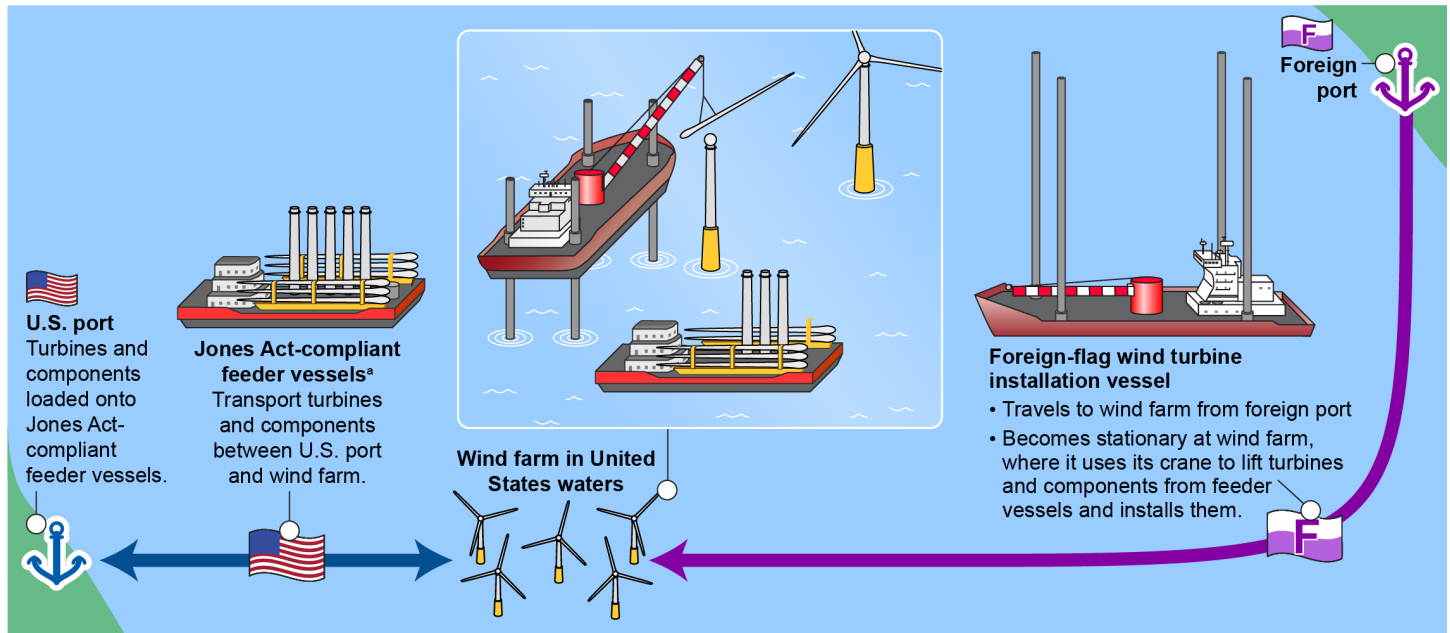 F
Foreign
port
U.S. port
Turbines and
components
loaded onto
Jones Act-
compliant
feeder vessels.
Jones Act-compliant
feeder vesselsª
Transport turbines
and components
between U.S. port
and wind farm.
Wind farm in United
States waters
Foreign-flag wind turbine
installation vessel
• Travels to wind farm from foreign port
• Becomes stationary at wind farm,
where it uses its crane to lift turbines
and components from feeder
vessels and installs them.
F